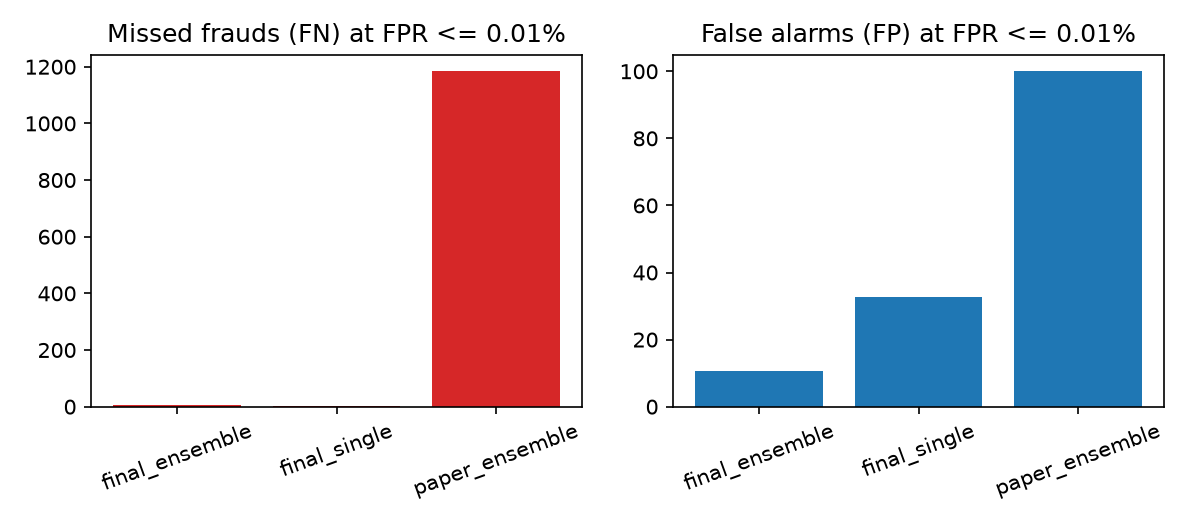 Missed frauds (FN) at FPR <= 0.01%
1200
1000
800
600
400
200
0
final_ensemble
final_single
paper_ensemble
False alarms (FP) at FPR <= 0.01%
100
80
60
40
20
0
final_ensemble
final_single
paper_ensemble